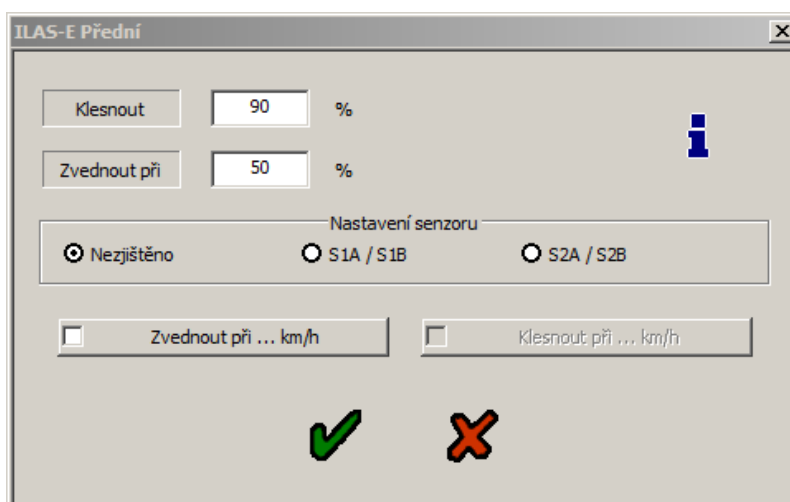 ILAS-E Přední
Klesnout 90 %
Zvednout při 50 %
Nastavení senzoru
Nezjištěno S1A / S1B S2A / S2B
Zvednout při ... km/h Klesnout při ... km/h